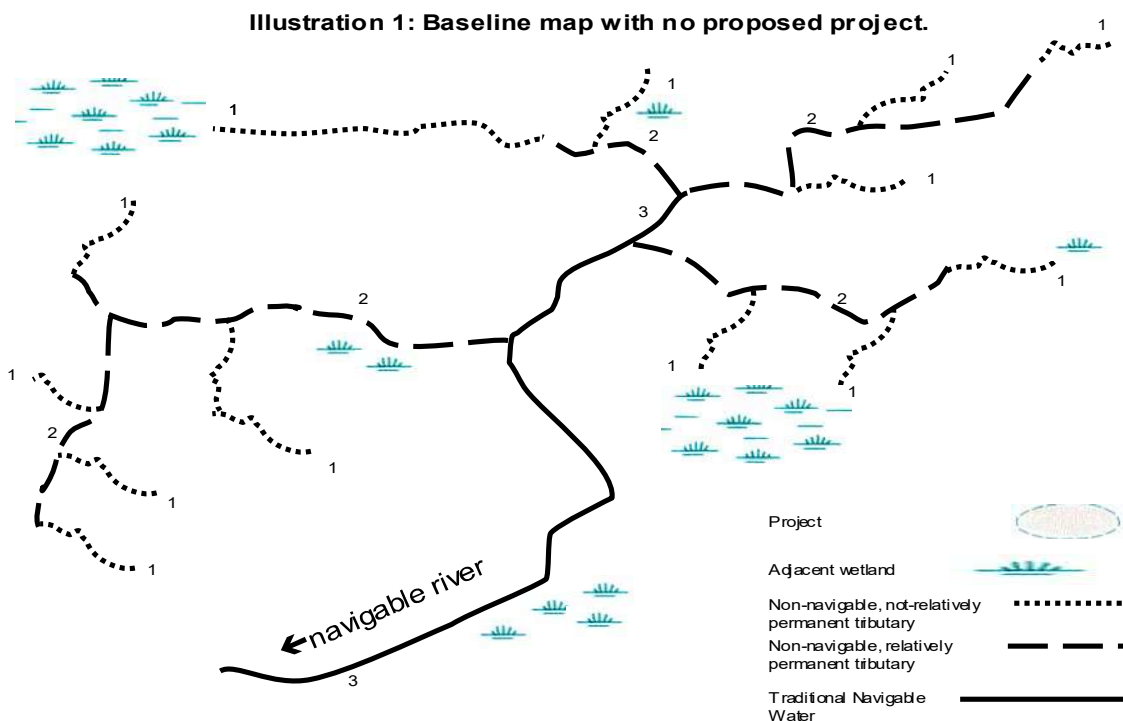 Illustration 1: Baseline map with no proposed project.
1
1
1
1
2
2
1
1
3
1
2
2
1
1
1
2
1
1
1
navigable river
3
Project
Adjacent wetland
Non-navigable, not-relatively
permanent tributary
Non-navigable, relatively
permanent tributary
Traditional Navigable
Water